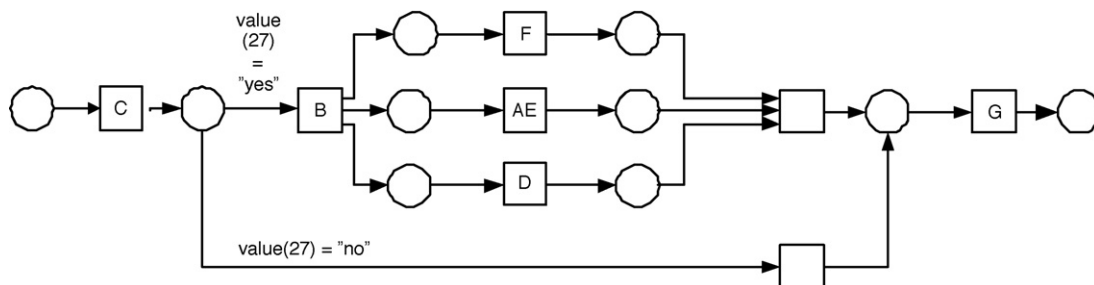 value
(27)
=
"yes"
F
C
B
AE
G
D
value(27) = "no"